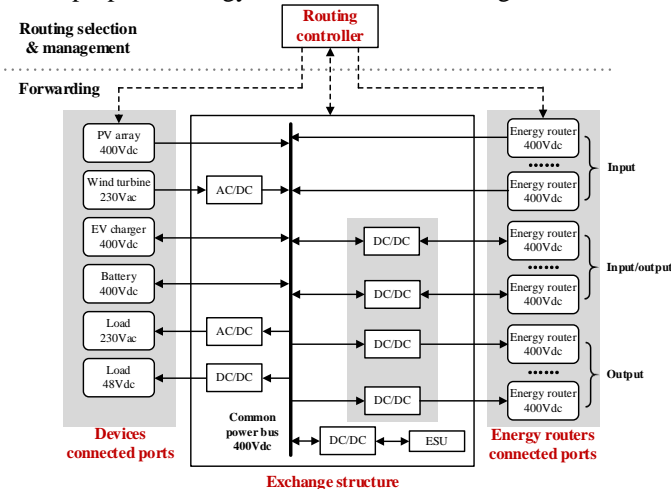 Routing selection
& management
Routing
controller
Forwarding
PV array
400Vdc
Wind turbine
230Vac
EV charger
400Vdc
Battery
400Vdc
Load
230Vac
Load
48Vdc
Devices
connected ports
AC/DC
AC/DC
DC/DC
Common
power bus
400Vdc
DC/DC
DC/DC
DC/DC
DC/DC
DC/DC
ESU
Exchange structure
Energy router
400Vdc
••••••
Energy router
400Vdc
Energy router
400Vdc
••••••
Energy router
400Vdc
Energy router
400Vdc
••••••
Energy router
400Vdc
Input
Input/output
Output
Energy routers
connected ports